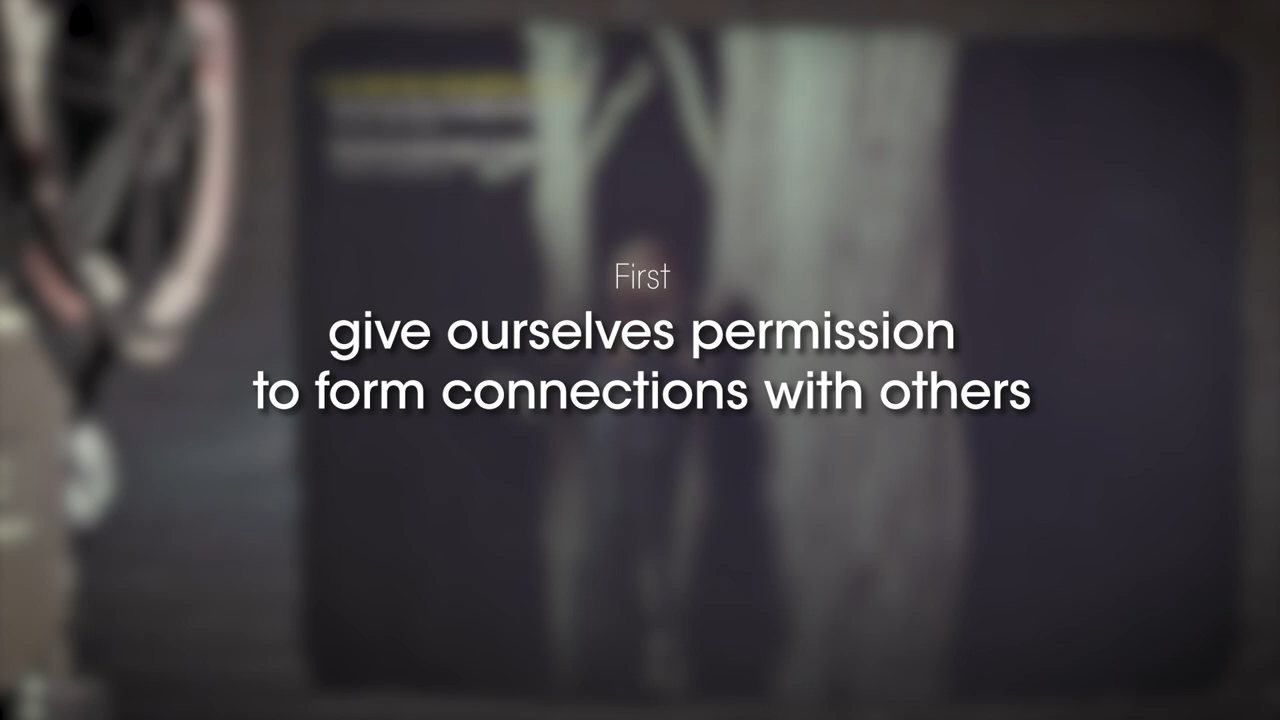 First
give ourselves permission
to form connections with others